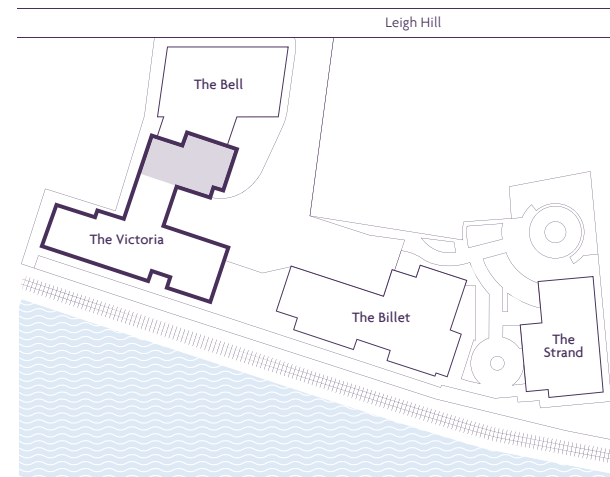 Leigh Hill
The Bell
The Victoria
The Billet
The
Strand